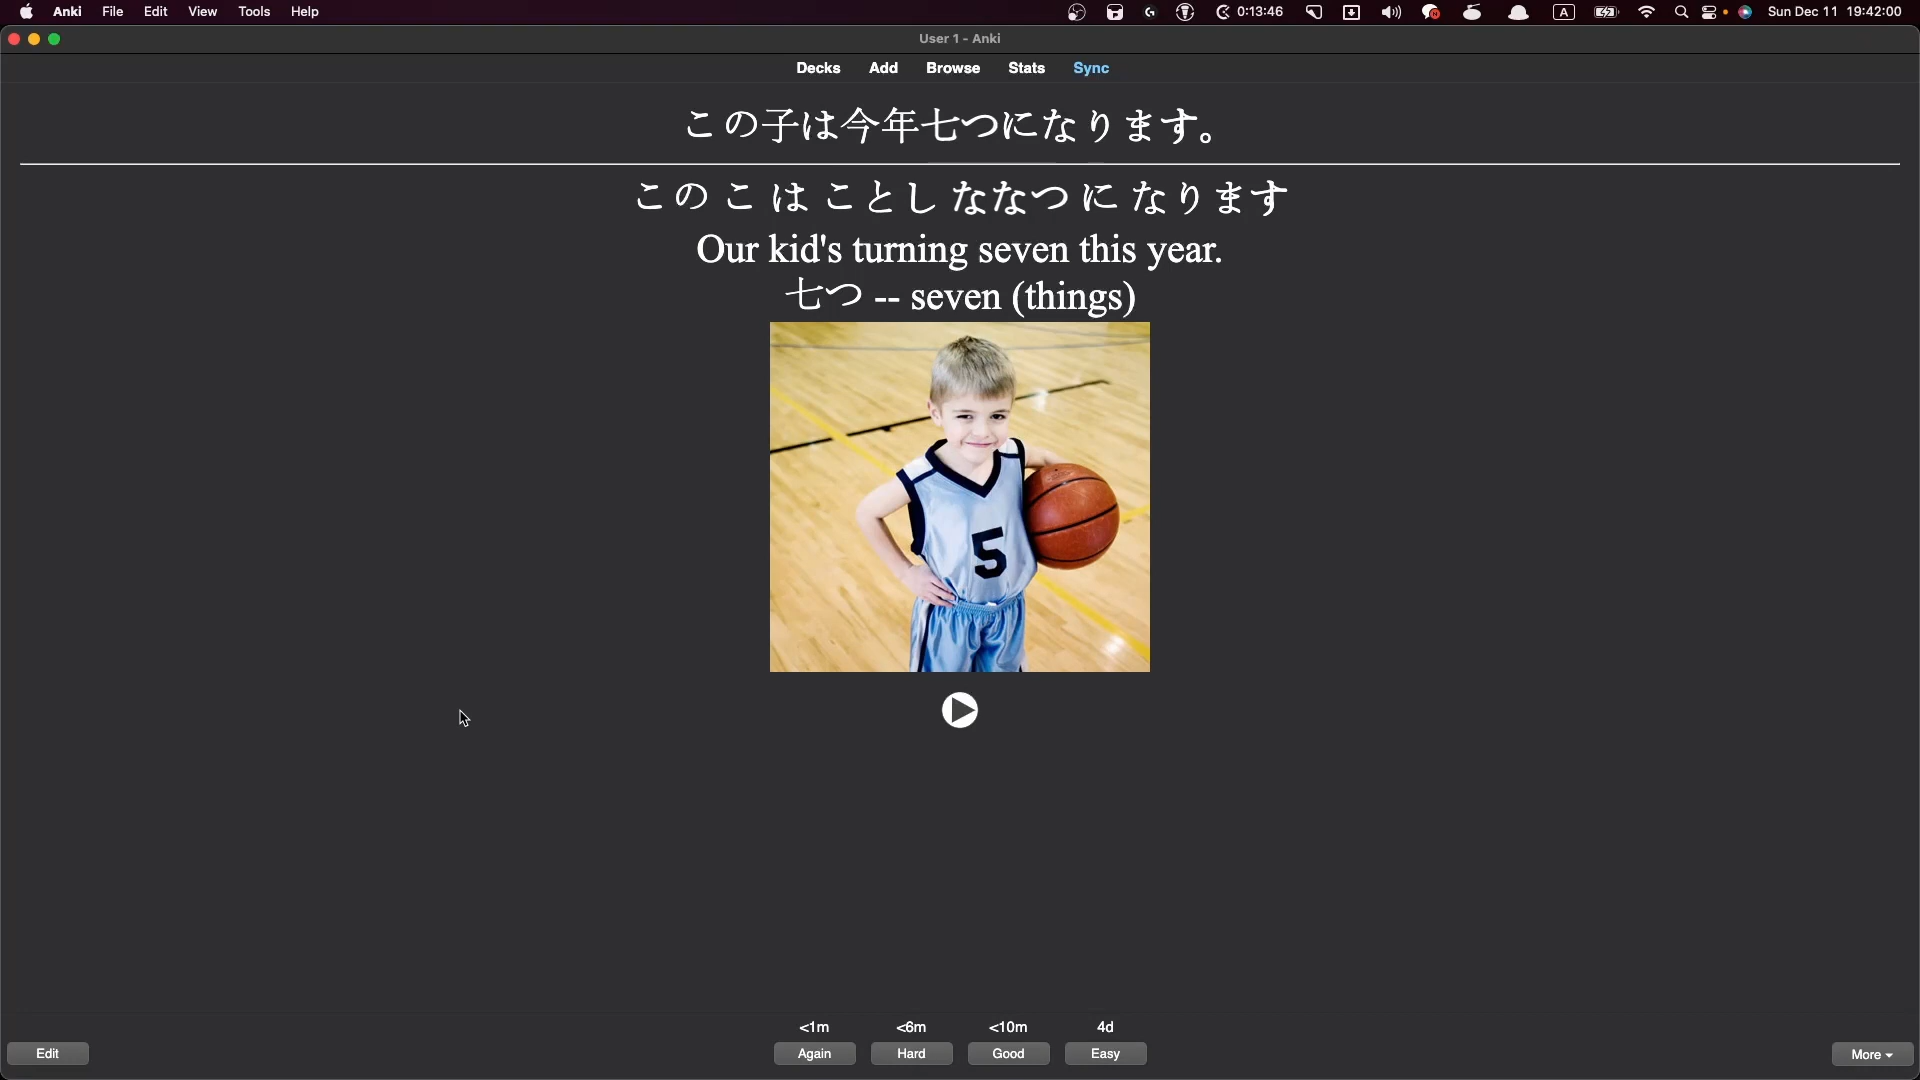 Anki File Edit View Tools Help 0:13:46 A Sun Dec 11 19:42:00
User 1 - Anki
Decks Add Browse Stats Sync
この子は今年七つになります。
この こ は ことし ななつ に なります
Our kid's turning seven this year.
七つ -- seven (things)
5
<1m <6m <10m 4d
Edit Again Hard Good Easy More